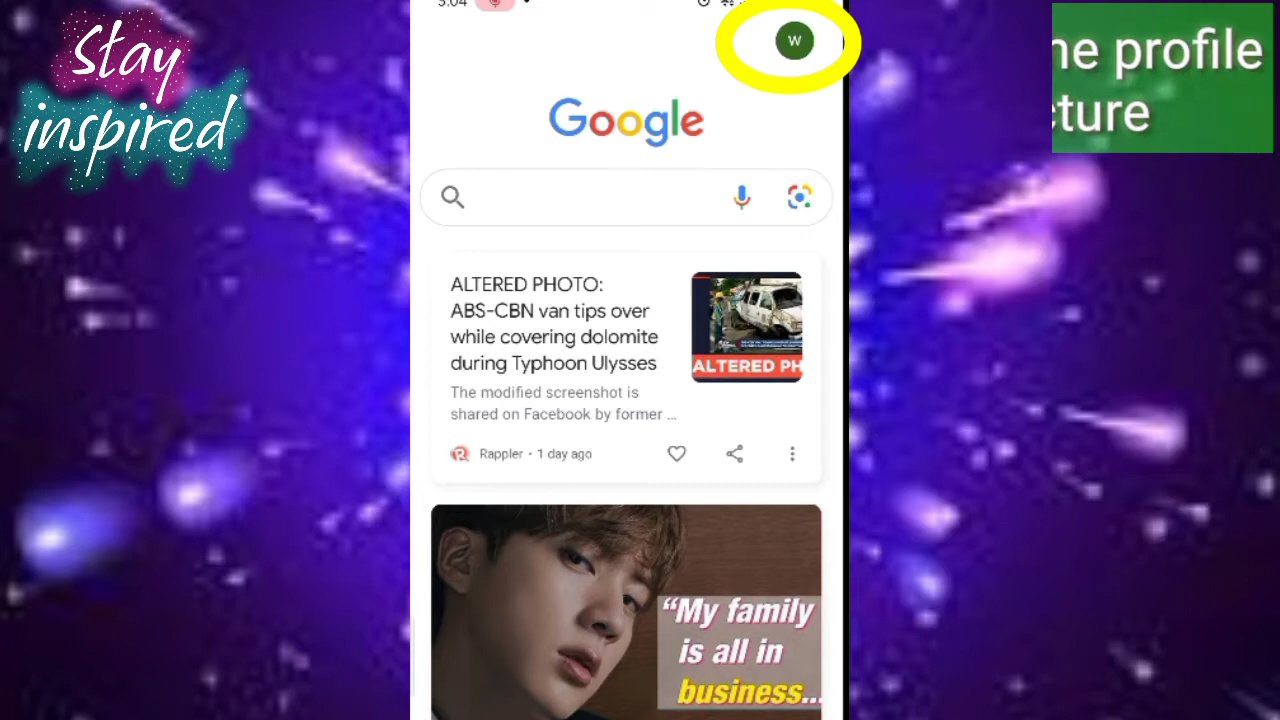 Stay
inspired
5:04
W
ne profile
cture
Google
ALTERED PHOTO:
ABS-CBN van tips over
while covering dolomite
during Typhoon Ulysses
The modified screenshot is
shared on Facebook by former ...
ALTERED PH
Rappler • 1 day ago
“My family
is all in
business...